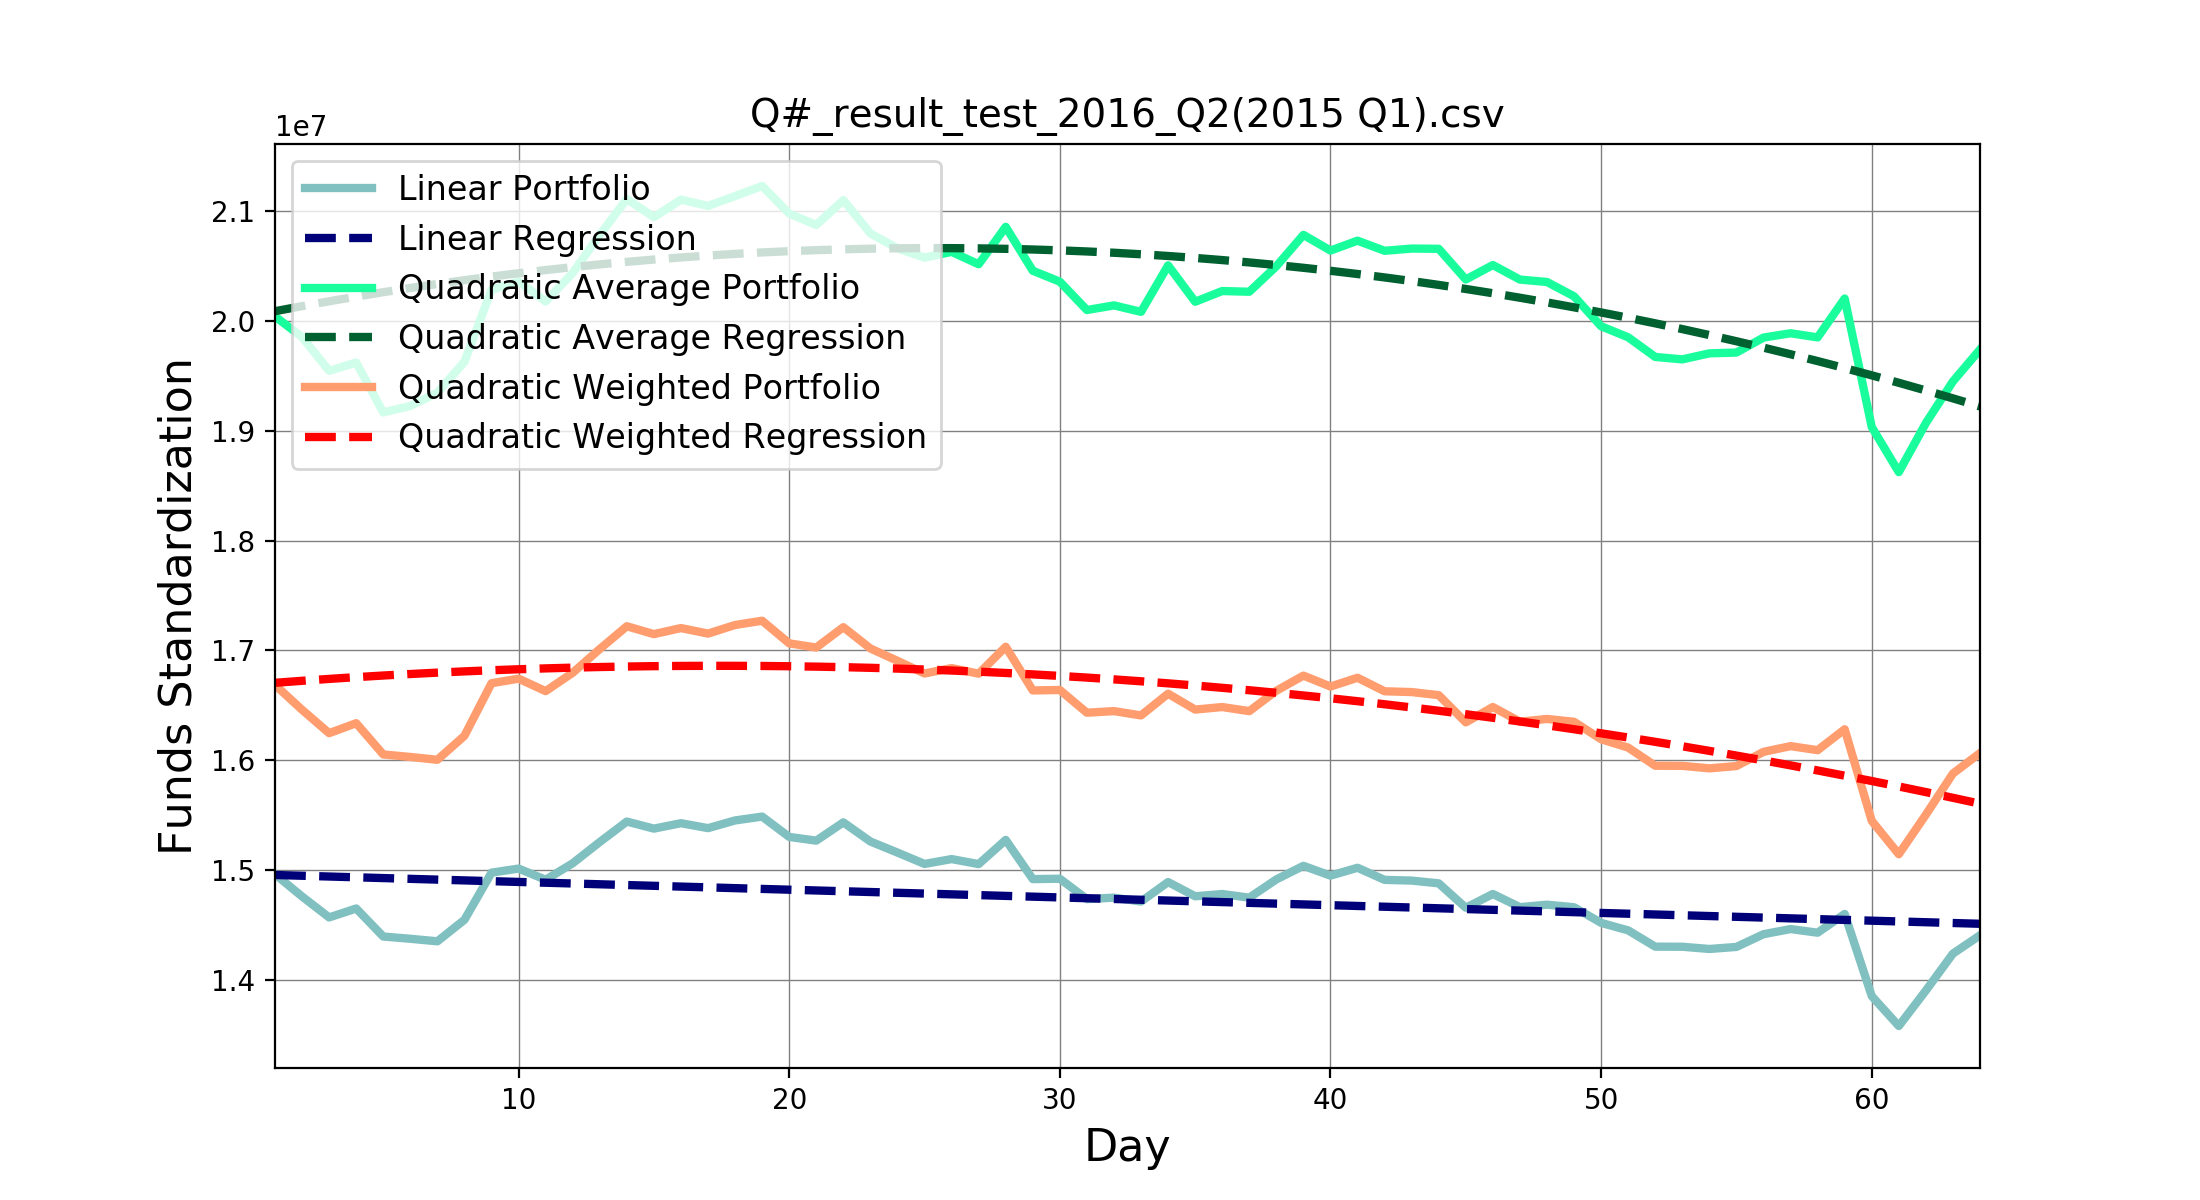 Q#_result_test_2016_Q2(2015 Q1).csv
1e7
Linear Portfolio
Linear Regression
Quadratic Average Portfolio
Quadratic Average Regression
Quadratic Weighted Portfolio
Quadratic Weighted Regression
2.1
2.0
1.9
1.8
1.7
1.6
1.5
1.4
Funds Standardization
10 20 30 40 50 60
Day